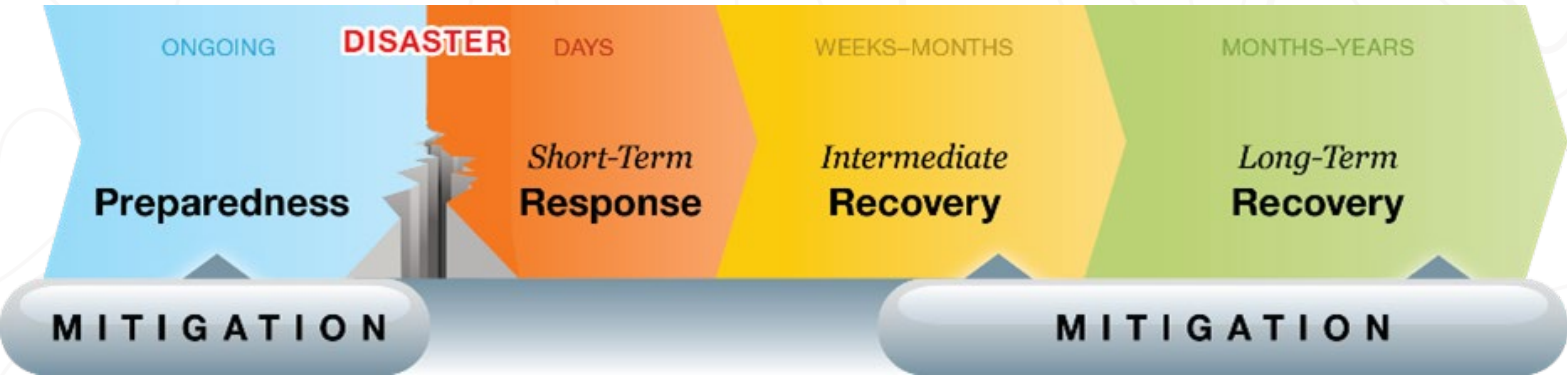 ONGOING
DISASTER
DAYS
WEEKS–MONTHS
MONTHS–YEARS
Preparedness
Short-Term
Response
Intermediate
Recovery
Long-Term
Recovery
MITIGATION
MITIGATION